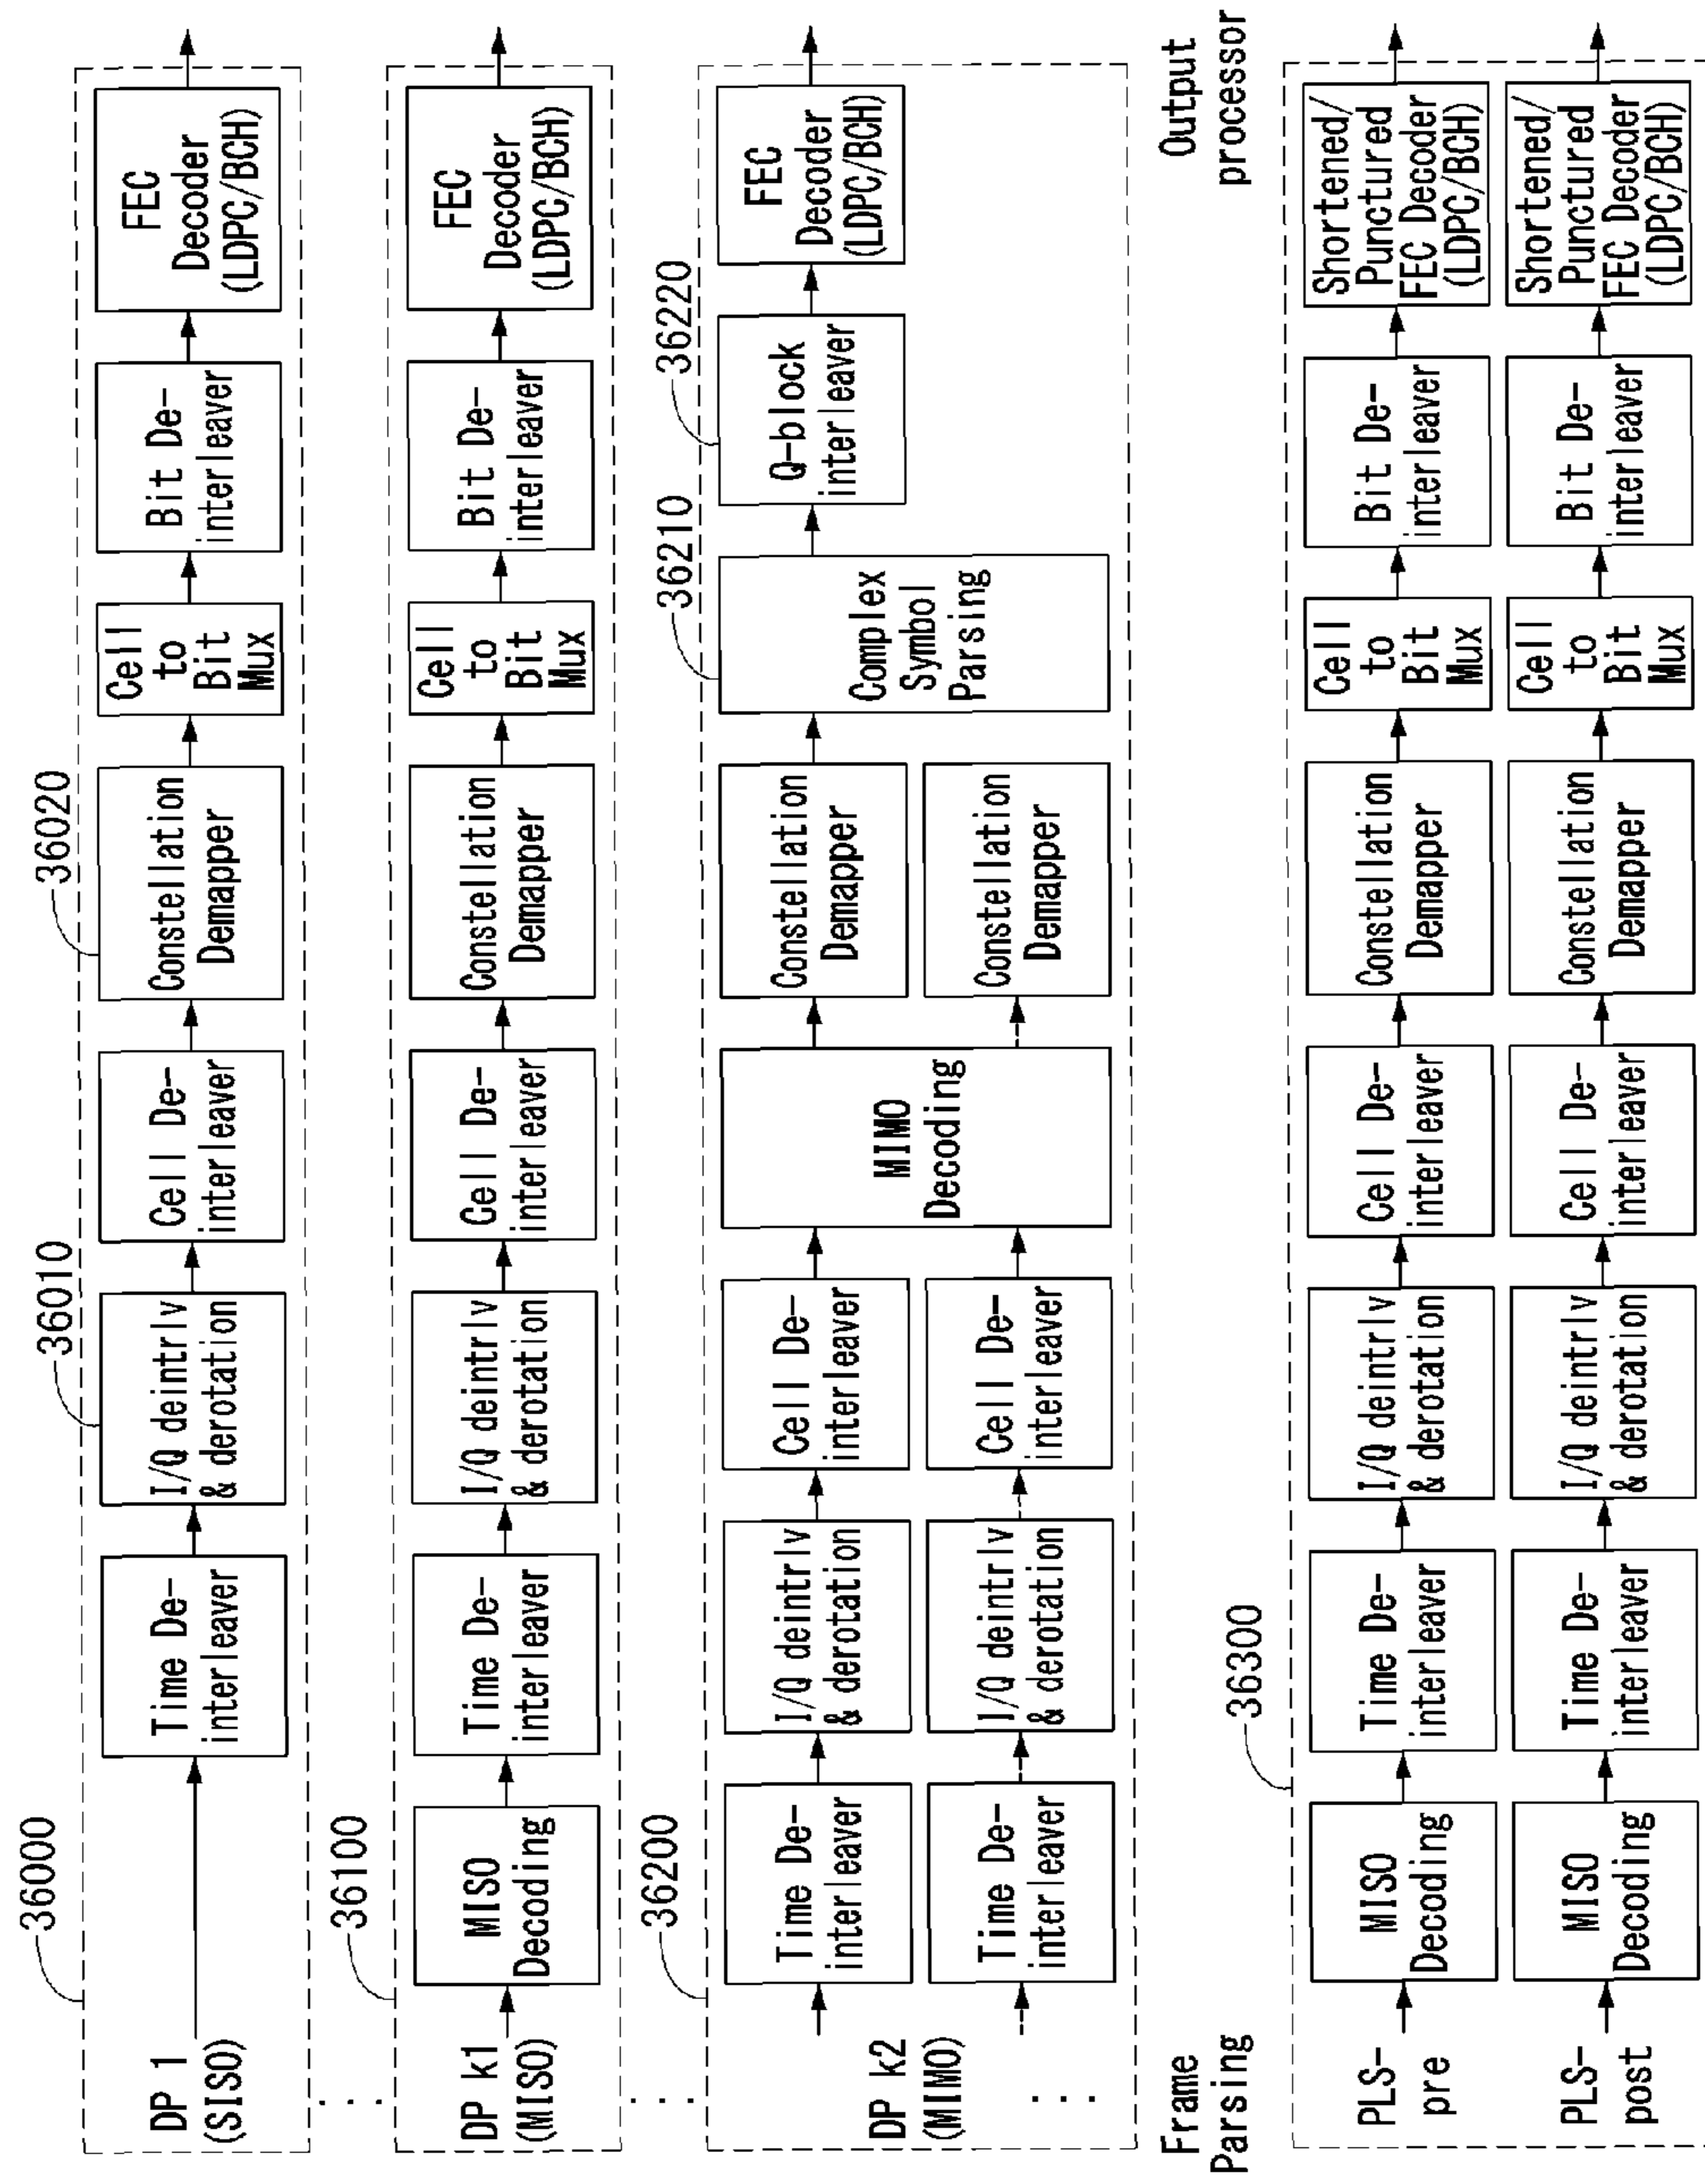 36000
DP 1
(SISO)
Time De-
interleaver
36010
I/Q deintrlv
& derotation
Cell De-
interleaver
36020
Constellation
Demapper
Cell
to
Bit
Mux
Bit De-
interleaver
FEC
Decoder
(LDPC/BCH)
...
36100
DP k1
(MISO)
MISO
Decoding
Time De-
interleaver
I/Q deintrlv
& derotation
Cell De-
interleaver
Constellation
Demapper
Cell
to
Bit
Mux
Bit De-
interleaver
FEC
Decoder
(LDPC/BCH)
...
36200
DP k2
(MIMO)
...
Time De-
interleaver
I/Q deintrlv
& derotation
Cell De-
interleaver
Time De-
interleaver
I/Q deintrlv
& derotation
Cell De-
interleaver
MIMO
Decoding
Constellation
Demapper
Constellation
Demapper
36210
Complex
Symbol
Parsing
36220
Q-block
interleaver
FEC
Decoder
(LDPC/BCH)
Frame
Parsing
Output
processor
36300
PLS-
pre
MISO
Decoding
Time De-
interleaver
I/Q deintrlv
& derotation
Cell De-
interleaver
Constellation
Demapper
Cell
to
Bit
Mux
Bit De-
interleaver
Shortened/
Punctured
FEC Decoder
(LDPC/BCH)
PLS-
post
MISO
Decoding
Time De-
interleaver
I/Q deintrlv
& derotation
Cell De-
interleaver
Constellation
Demapper
Cell
to
Bit
Mux
Bit De-
interleaver
Shortened/
Punctured
FEC Decoder
(LDPC/BCH)